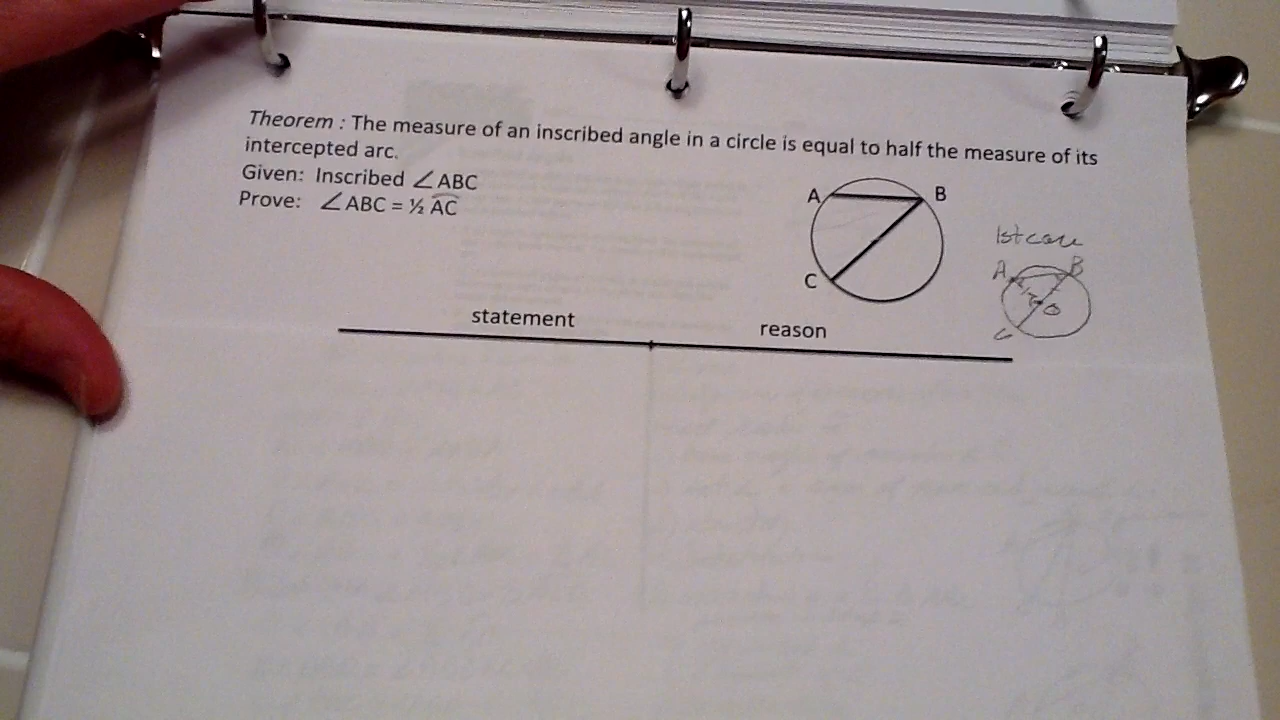 Theorem : The measure of an inscribed angle in a circle is equal to half the measure of its
intercepted arc.
Given: Inscribed ∠ABC
Prove: ∠ABC = ½ AC
A
B
C
1st case
A
B
O
C
statement
reason